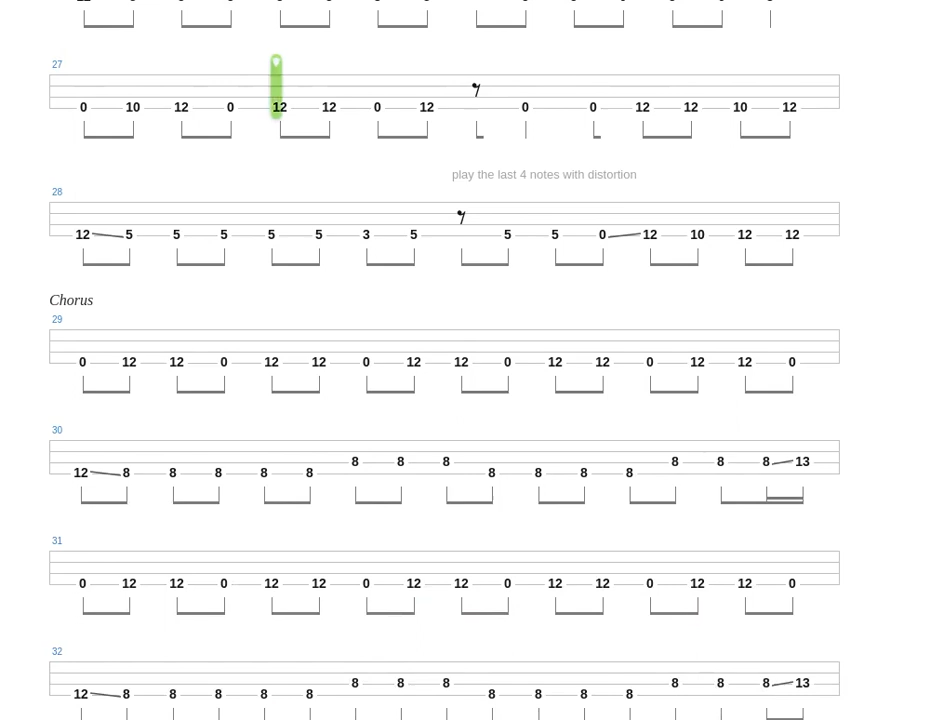 27
0 10 12 0 12 12 0 12 0 0 12 12 10 12
play the last 4 notes with distortion
28
12 5 5 5 5 5 3 5 5 5 0 12 10 12 12
Chorus
29
0 12 12 0 12 12 0 12 12 0 12 12 0 12 12 0
30
8 8 8 8 8 8 13
12 8 8 8 8 8 8 8 8 8
31
0 12 12 0 12 12 0 12 12 0 12 12 0 12 12 0
32
8 8 8 8 8 8 13
12 8 8 8 8 8 8 8 8 8